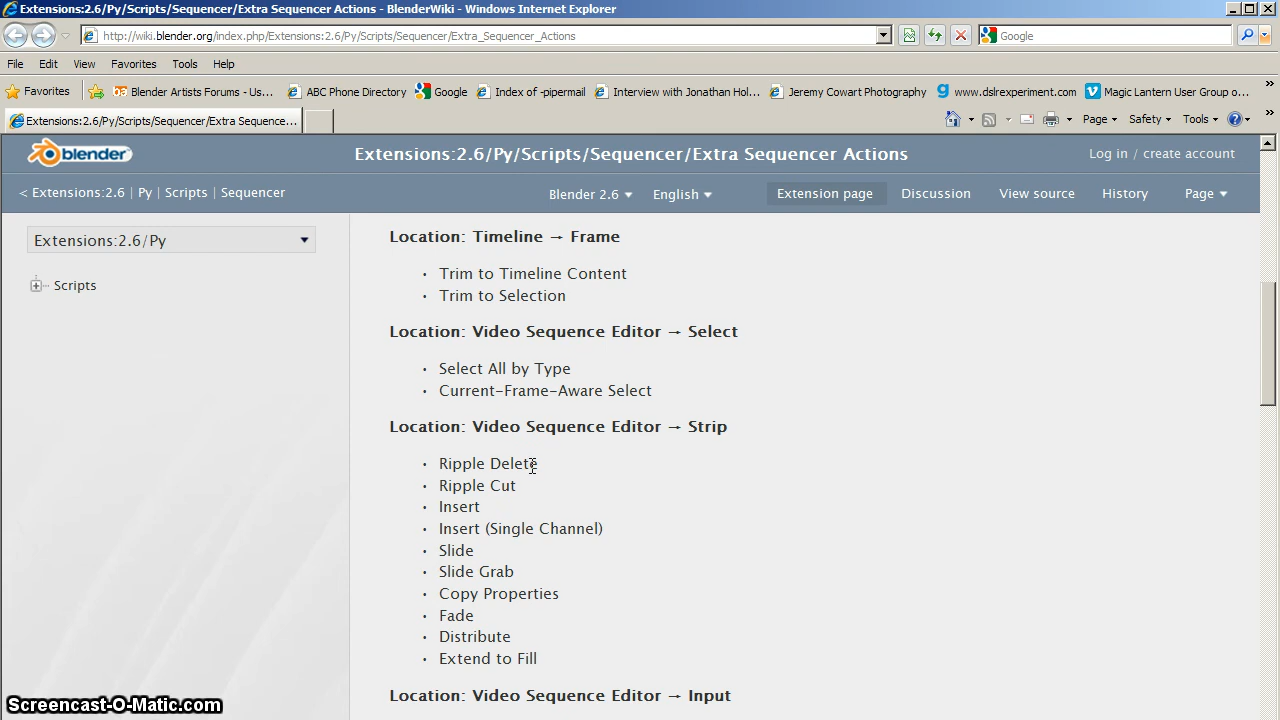 Extensions:2.6/Py/Scripts/Sequencer/Extra Sequencer Actions - BlenderWiki - Windows Internet Explorer
http://wiki.blender.org/index.php/Extensions:2.6/Py/Scripts/Sequencer/Extra_Sequencer_Actions
Google
File Edit View Favorites Tools Help
Favorites Blender Artists Forums - Us... ABC Phone Directory Google Index of -pipermail Interview with Jonathan Hol... Jeremy Cowart Photography www.dslrexperiment.com Magic Lantern User Group o...
Extensions:2.6/Py/Scripts/Sequencer/Extra Sequence... Page Safety Tools
blender Extensions:2.6/Py/Scripts/Sequencer/Extra Sequencer Actions Log in / create account
< Extensions:2.6 | Py | Scripts | Sequencer Blender 2.6 English Extension page Discussion View source History Page
Extensions:2.6/Py
Scripts
Location: Timeline → Frame
• Trim to Timeline Content
• Trim to Selection
Location: Video Sequence Editor → Select
• Select All by Type
• Current-Frame-Aware Select
Location: Video Sequence Editor → Strip
• Ripple Delete
• Ripple Cut
• Insert
• Insert (Single Channel)
• Slide
• Slide Grab
• Copy Properties
• Fade
• Distribute
• Extend to Fill
Location: Video Sequence Editor → Input
Screencast-O-Matic.com